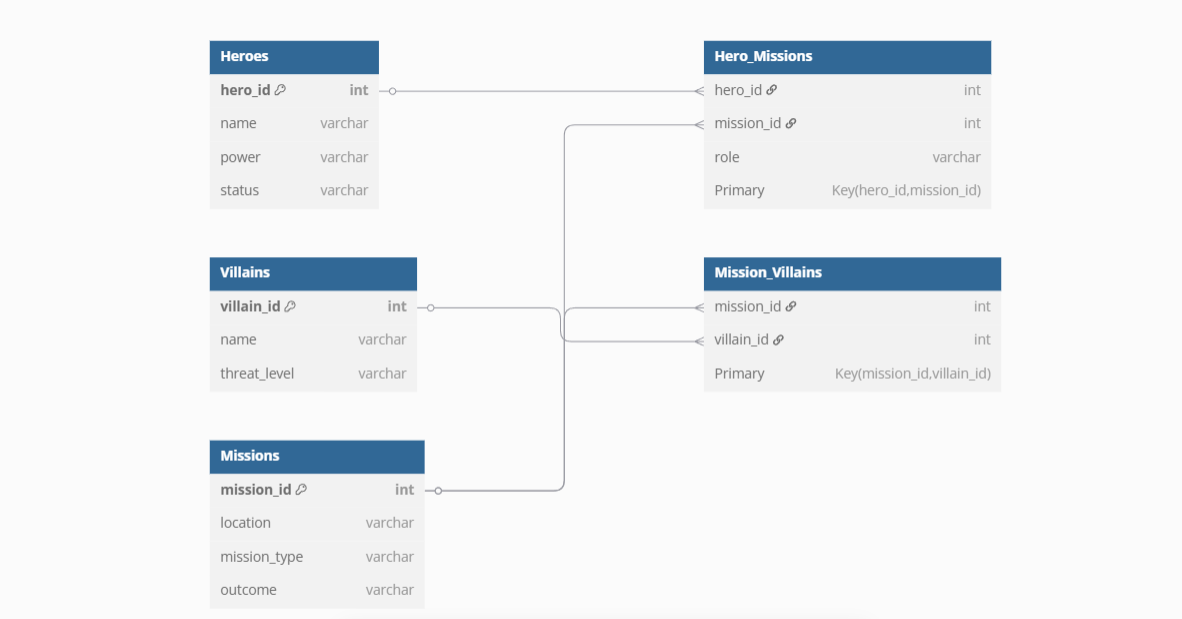 Heroes
hero_id int
name varchar
power varchar
status varchar
Villains
villain_id int
name varchar
threat_level varchar
Missions
mission_id int
location varchar
mission_type varchar
outcome varchar
Hero_Missions
hero_id int
mission_id int
role varchar
Primary Key(hero_id,mission_id)
Mission_Villains
mission_id int
villain_id int
Primary Key(mission_id,villain_id)